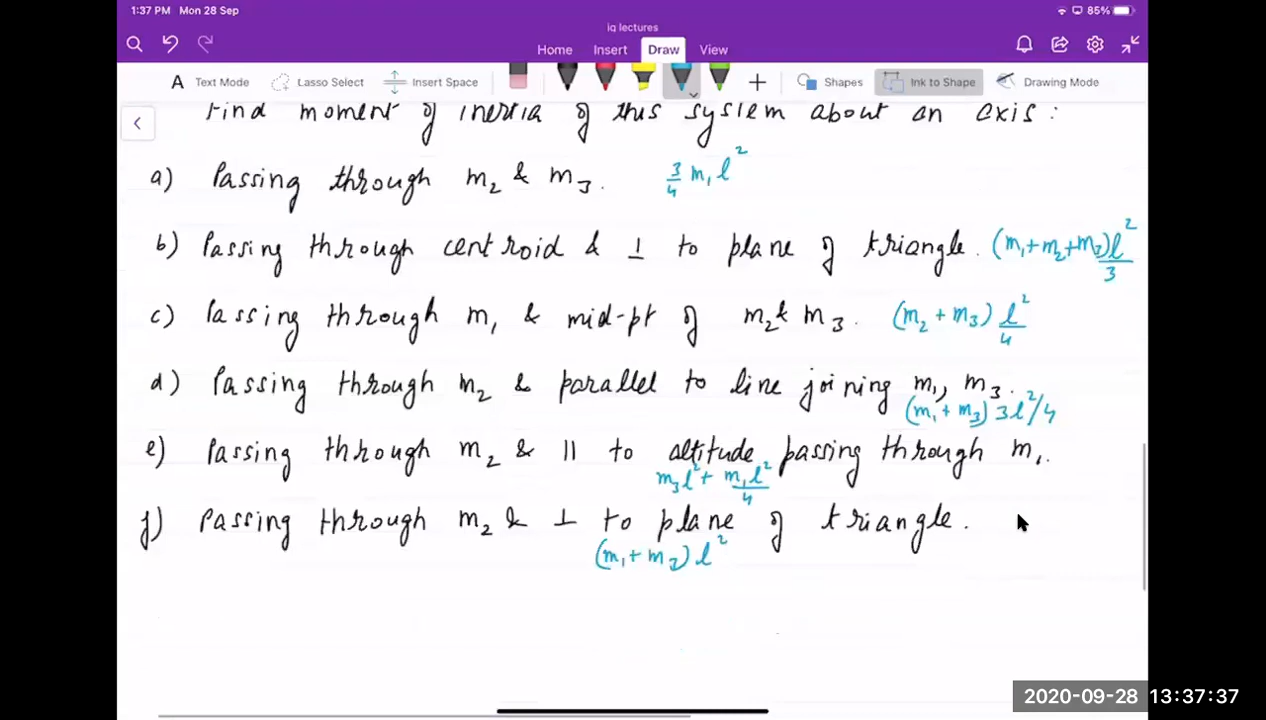 1:37 PM Mon 28 Sep
85%
iq lectures
Home Insert Draw View
Text Mode Lasso Select Insert Space Shapes Ink to Shape Drawing Mode
Find moment of inertia of this system about an axis :
a) Passing through m₂ & m₃. 3/4 m₁ l²
b) Passing through centroid & ⊥ to plane of triangle. (m₁+m₂+m₃)l²/3
c) Passing through m₁ & mid-pt of m₂ & m₃. (m₂ + m₃) l²/4
d) Passing through m₂ & parallel to line joining m₁, m₃.
(m₁ + m₃) 3l²/4
e) Passing through m₂ & || to altitude passing through m₁.
m₃l² + m₁l²/4
f) Passing through m₂ & ⊥ to plane of triangle.
(m₁ + m₃) l²
2020-09-28 13:37:37